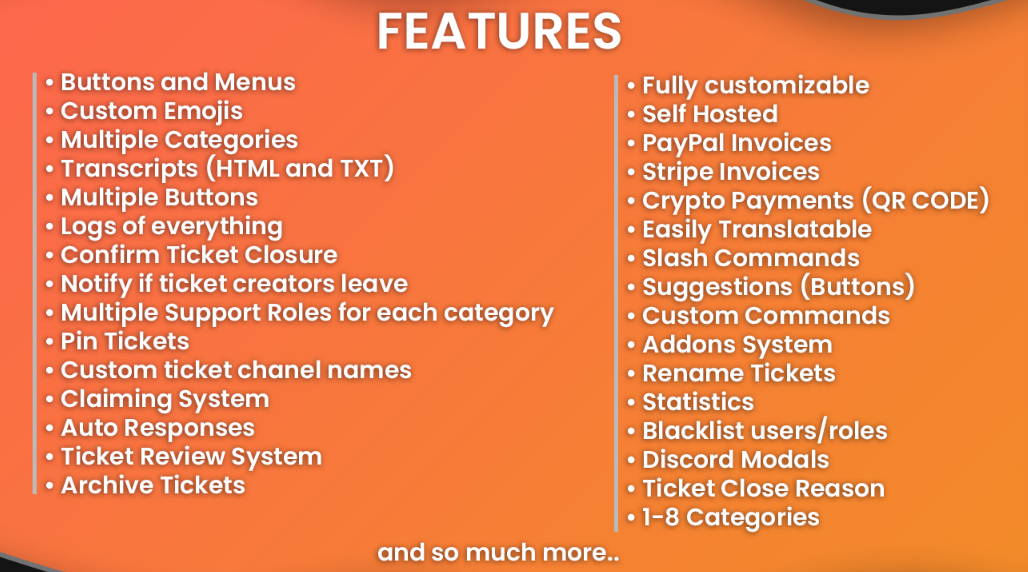 FEATURES
• Buttons and Menus
• Custom Emojis
• Multiple Categories
• Transcripts (HTML and TXT)
• Multiple Buttons
• Logs of everything
• Confirm Ticket Closure
• Notify if ticket creators leave
• Multiple Support Roles for each category
• Pin Tickets
• Custom ticket chanel names
• Claiming System
• Auto Responses
• Ticket Review System
• Archive Tickets
• Fully customizable
• Self Hosted
• PayPal Invoices
• Stripe Invoices
• Crypto Payments (QR CODE)
• Easily Translatable
• Slash Commands
• Suggestions (Buttons)
• Custom Commands
• Addons System
• Rename Tickets
• Statistics
• Blacklist users/roles
• Discord Modals
• Ticket Close Reason
• 1-8 Categories
and so much more..